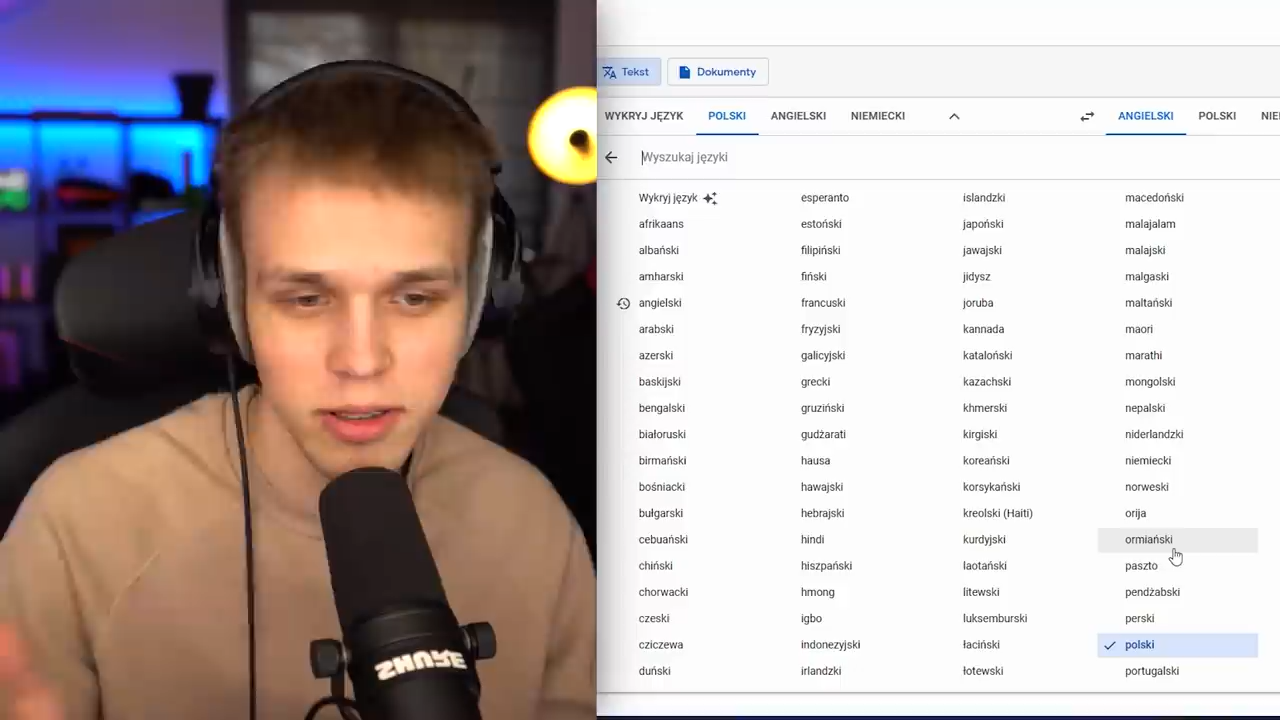 Tekst Dokumenty
WYKRYJ JĘZYK POLSKI ANGIELSKI NIEMIECKI ANGIELSKI POLSKI
Wyszukaj języki
Wykryj język esperanto islandzki macedoński
afrikaans estoński japoński malajalam
albański filipiński jawajski malajski
amharski fiński jidysz malgaski
angielski francuski joruba maltański
arabski fryzyjski kannada maori
azerski galicyjski kataloński marathi
baskijski grecki kazachski mongolski
bengalski gruziński khmerski nepalski
białoruski gudżarati kirgiski niderlandzki
birmański hausa koreański niemiecki
bośniacki hawajski korsykański norweski
bułgarski hebrajski kreolski (Haiti) orija
cebuański hindi kurdyjski ormiański
chiński hiszpański laotański paszto
chorwacki hmong litewski pendżabski
czeski igbo luksemburski perski
cziczewa indonezyjski łaciński polski
duński irlandzki łotewski portugalski
SHURE